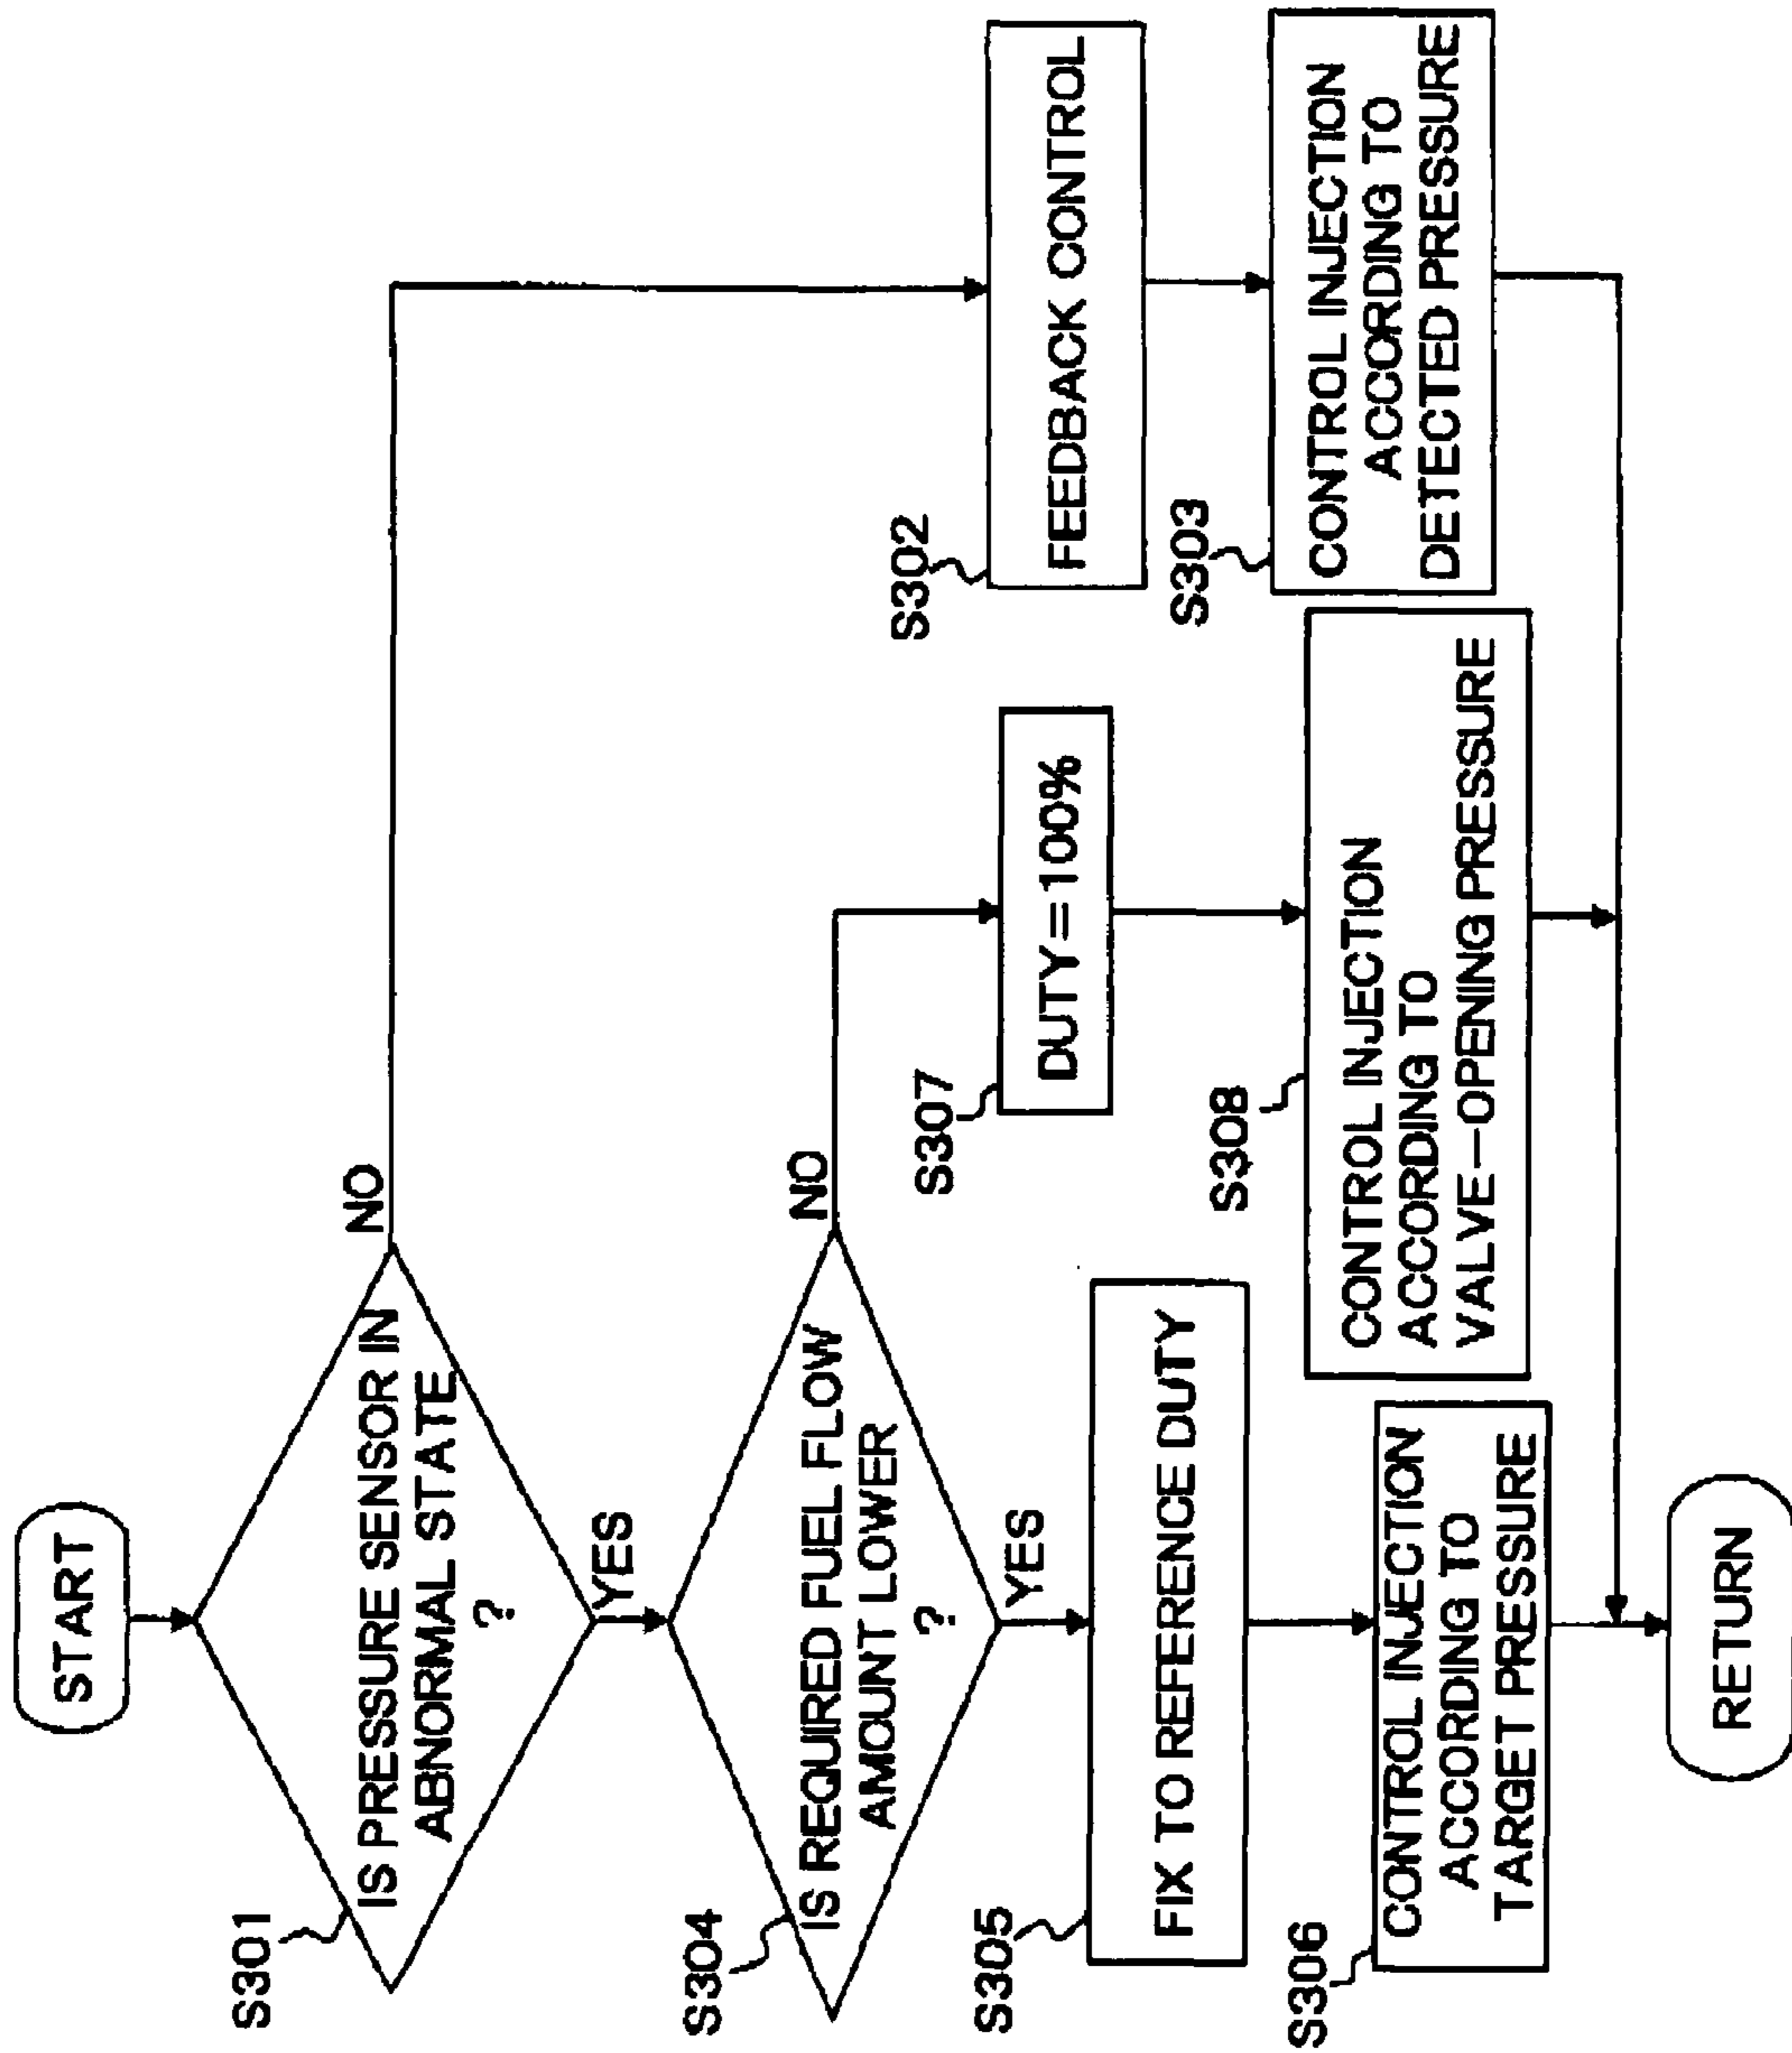 START
S301
IS PRESSURE SENSOR IN
ABNORMAL STATE
?
NO
YES
S304
IS REQUIRED FUEL FLOW
AMOUNT LOWER
?
NO
YES
S305
FIX TO REFERENCE DUTY
S306
CONTROL INJECTION
ACCORDING TO
TARGET PRESSURE
S307
DUTY=100%
S308
CONTROL INJECTION
ACCORDING TO
VALVE-OPENING PRESSURE
S302
FEEDBACK CONTROL
S303
CONTROL INJECTION
ACCORDING TO
DETECTED PRESSURE
RETURN